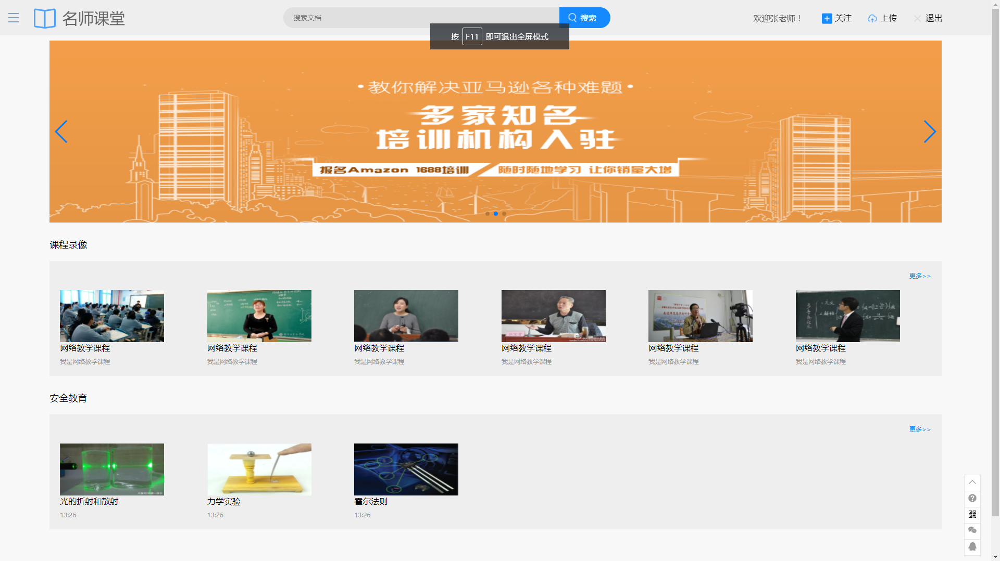 名师课堂
搜索文档
搜索
欢迎张老师！
关注
上传
退出
按 F11 即可退出全屏模式
•教你解决亚马逊各种难题•
多家知名
培训机构入驻
报名Amazon 1688培训
随时随地学习 让你销量大增
课程录像
更多>>
网络教学课程
我是网络教学课程
网络教学课程
我是网络教学课程
网络教学课程
我是网络教学课程
网络教学课程
我是网络教学课程
网络教学课程
我是网络教学课程
网络教学课程
我是网络教学课程
安全教育
更多>>
光的折射和散射
13:26
力学实验
13:26
霍尔法则
13:26